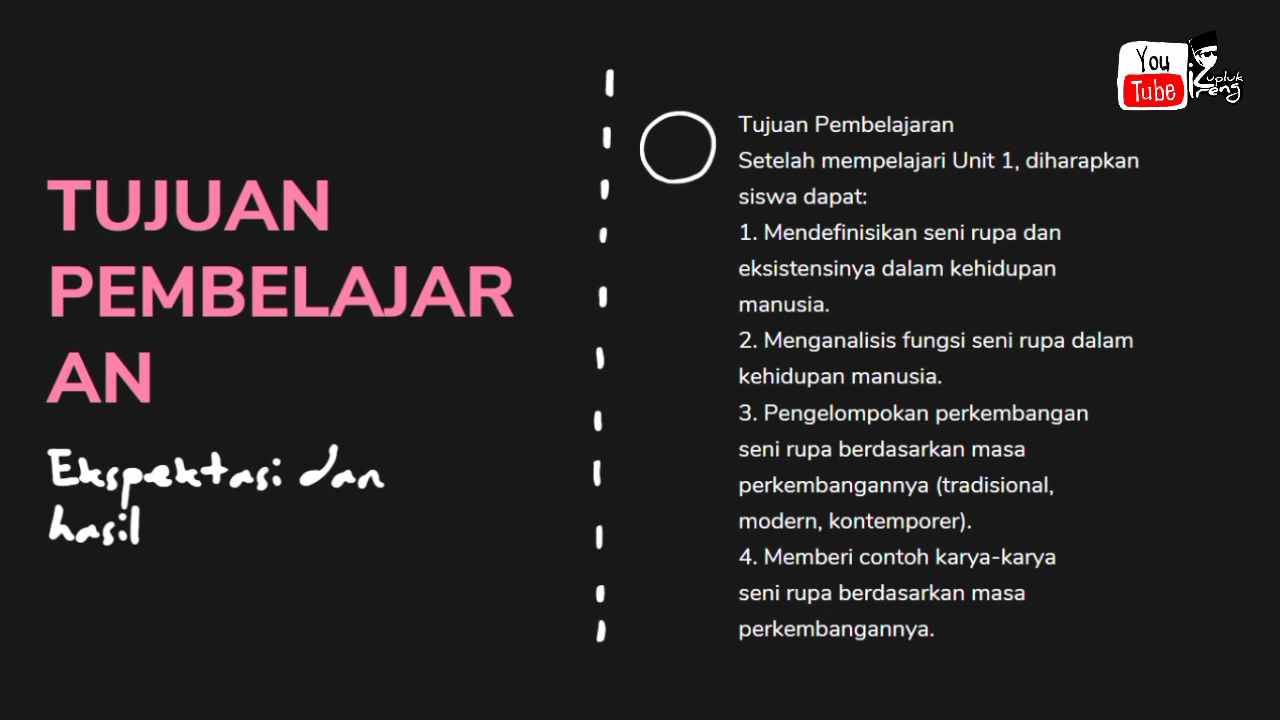 You
Tube
Kupluk
Ireng
TUJUAN
PEMBELAJAR
AN
Ekspektasi dan
hasil
Tujuan Pembelajaran
Setelah mempelajari Unit 1, diharapkan
siswa dapat:
1. Mendefinisikan seni rupa dan
eksistensinya dalam kehidupan
manusia.
2. Menganalisis fungsi seni rupa dalam
kehidupan manusia.
3. Pengelompokan perkembangan
seni rupa berdasarkan masa
perkembangannya (tradisional,
modern, kontemporer).
4. Memberi contoh karya-karya
seni rupa berdasarkan masa
perkembangannya.